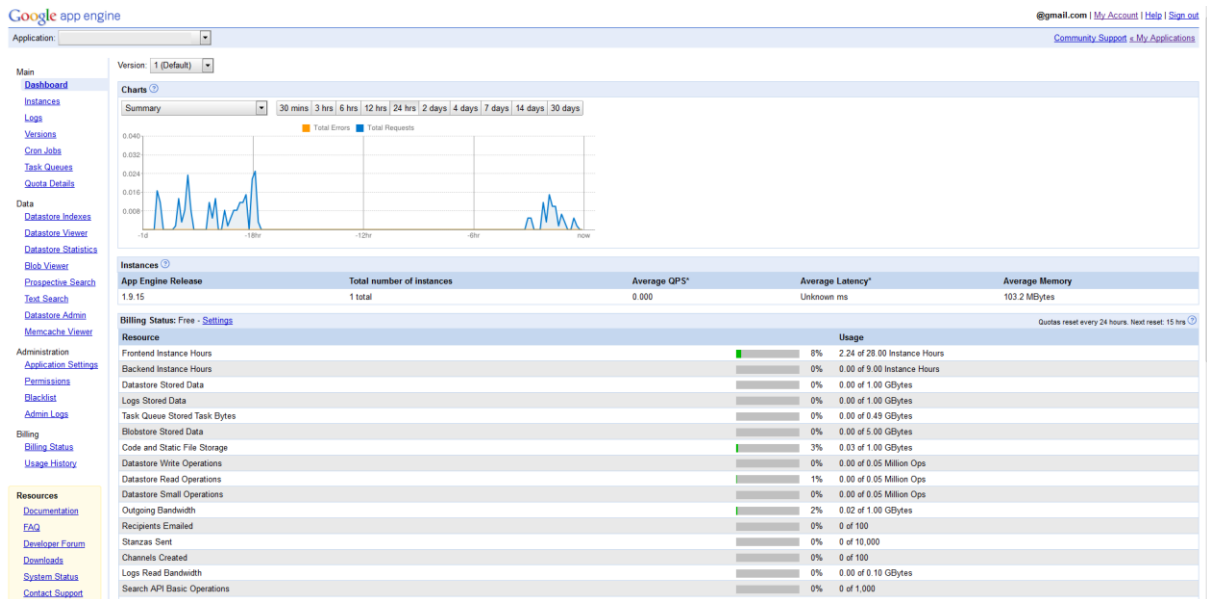 Google app engine
@gmail.com | My Account | Help | Sign out
Application:
Community Support « My Applications
Main
Dashboard
Instances
Logs
Versions
Cron Jobs
Task Queues
Quota Details
Data
Datastore Indexes
Datastore Viewer
Datastore Statistics
Blob Viewer
Prospective Search
Text Search
Datastore Admin
Memcache Viewer
Administration
Application Settings
Permissions
Blacklist
Admin Logs
Billing
Billing Status
Usage History
Resources
Documentation
FAQ
Developer Forum
Downloads
System Status
Contact Support
Version: 1 (Default)
Charts ?
Summary 30 mins 3 hrs 6 hrs 12 hrs 24 hrs 2 days 4 days 7 days 14 days 30 days
Total Errors Total Requests
0.040
0.032
0.024
0.016
0.008
-1d -18hr -12hr -6hr now
Instances ?
App Engine Release Total number of instances Average QPS* Average Latency* Average Memory
1.9.15 1 total 0.000 Unknown ms 103.2 MBytes
Billing Status: Free - Settings Quotas reset every 24 hours. Next reset: 15 hrs ?
Resource Usage
Frontend Instance Hours 8% 2.24 of 28.00 Instance Hours
Backend Instance Hours 0% 0.00 of 9.00 Instance Hours
Datastore Stored Data 0% 0.00 of 1.00 GBytes
Logs Stored Data 0% 0.00 of 1.00 GBytes
Task Queue Stored Task Bytes 0% 0.00 of 0.49 GBytes
Blobstore Stored Data 0% 0.00 of 5.00 GBytes
Code and Static File Storage 3% 0.03 of 1.00 GBytes
Datastore Write Operations 0% 0.00 of 0.05 Million Ops
Datastore Read Operations 1% 0.00 of 0.05 Million Ops
Datastore Small Operations 0% 0.00 of 0.05 Million Ops
Outgoing Bandwidth 2% 0.02 of 1.00 GBytes
Recipients Emailed 0% 0 of 100
Stanzas Sent 0% 0 of 10,000
Channels Created 0% 0 of 100
Logs Read Bandwidth 0% 0.00 of 0.10 GBytes
Search API Basic Operations 0% 0 of 1,000